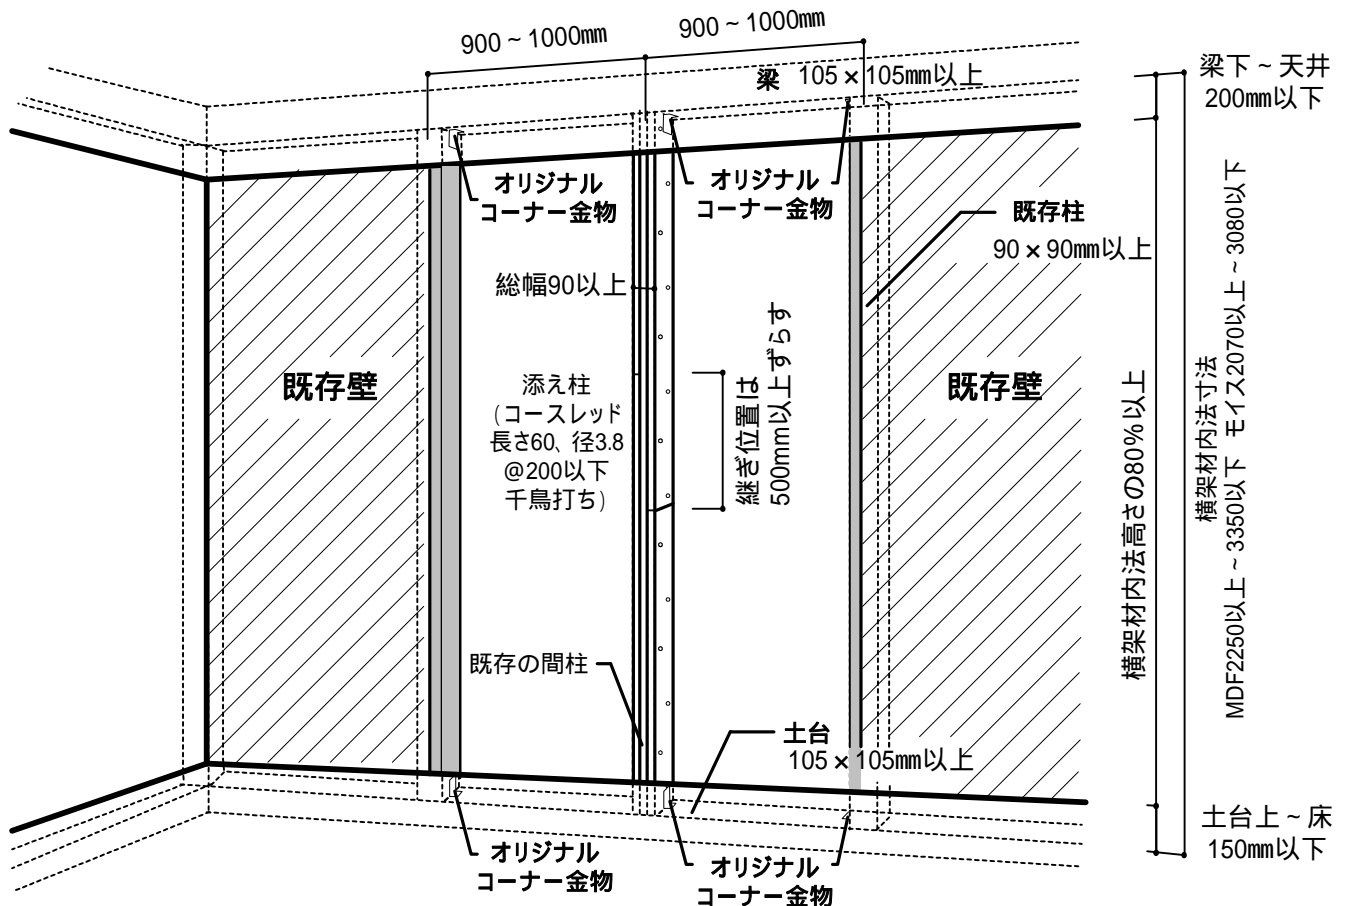 900~1000mm
900~1000mm
梁 105×105mm以上
梁下~天井
200mm以下
オリジナル
コーナー金物
オリジナル
コーナー金物
既存柱
90×90mm以上
総幅90以上
既存壁
添え柱
(コースレッド
長さ60、径3.8
@200以下
千鳥打ち)
継ぎ位置は
500mm以上ずらす
既存壁
横架材内法高さの80%以上
横架材内法寸法
MDF2250以上~3350以下 モイス2070以上~3080以下
既存の間柱
土台
105×105mm以上
土台上~床
150mm以下
オリジナル
コーナー金物
オリジナル
コーナー金物